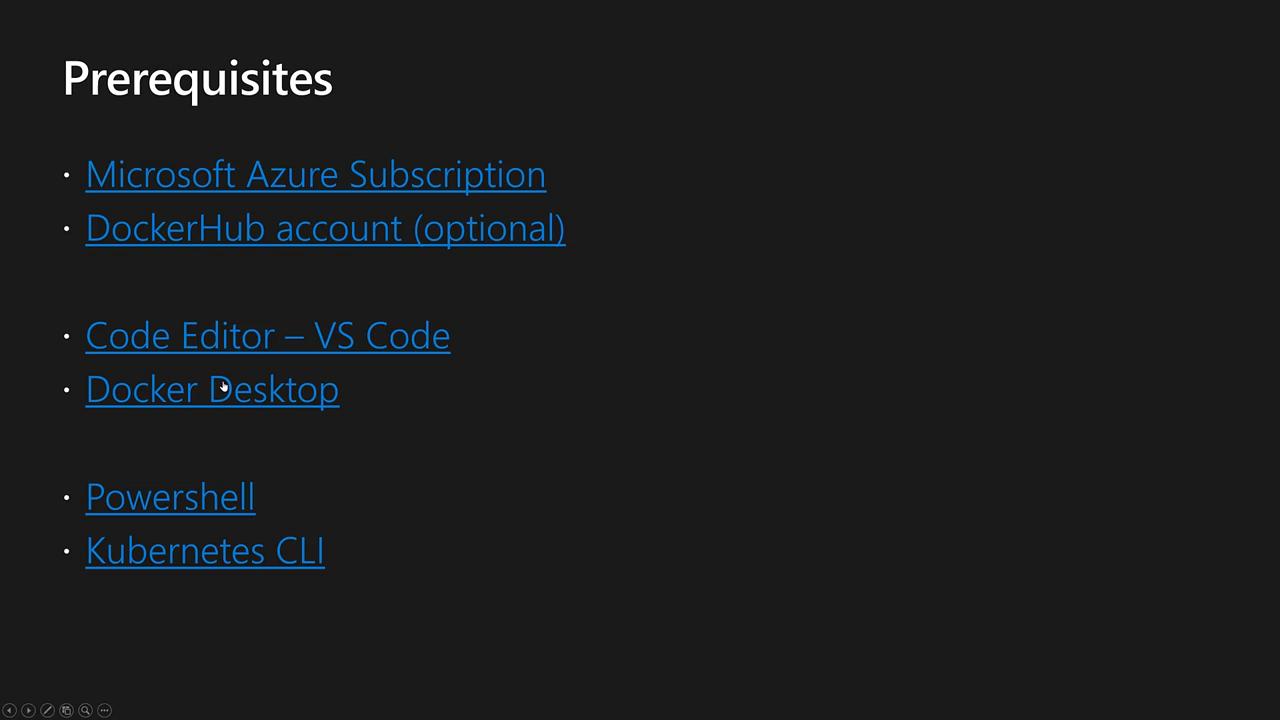 Prerequisites
• Microsoft Azure Subscription
• DockerHub account (optional)
• Code Editor – VS Code
• Docker Desktop
• Powershell
• Kubernetes CLI